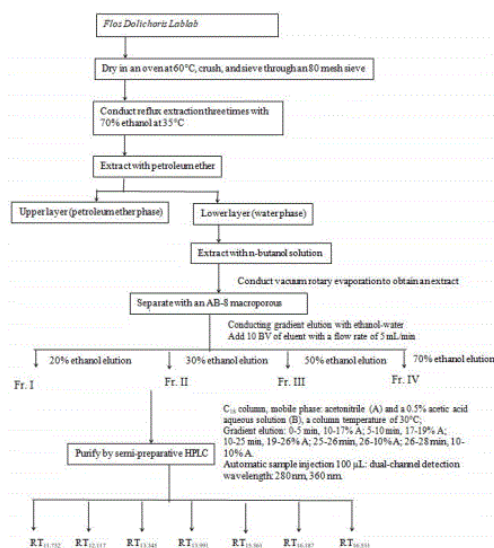 Flos Dolichoris Lablab
Dry in an oven at 60°C, crush, and sieve through an 80 mesh sieve
Conduct reflux extraction three times with
70% ethanol at 35°C
Extract with petroleum ether
Upper layer (petroleum ether phase)
Lower layer (water phase)
Extract with n-butanol solution
Conduct vacuum rotary evaporation to obtain an extract
Separate with an AB-8 macroporous
Conducting gradient elution with ethanol-water
Add 10 BV of eluent with a flow rate of 5 mL/min
20% ethanol elution
30% ethanol elution
50% ethanol elution
70% ethanol elution
Fr. I
Fr. II
Fr. III
Fr. IV
C18 column, mobile phase: acetonitrile (A) and a 0.5% acetic acid
aqueous solution (B), a column temperature of 30°C;
Gradient elution: 0-5 min, 10-17% A; 5-10 min, 17-19% A;
10-25 min, 19-26% A; 25-26 min, 26-10% A; 26-28 min, 10-
10% A.
Automatic sample injection 100 µL: dual-channel detection
wavelength: 280 nm, 360 nm.
Purify by semi-preparative HPLC
RT
RT
RT
RT
RT
RT
RT